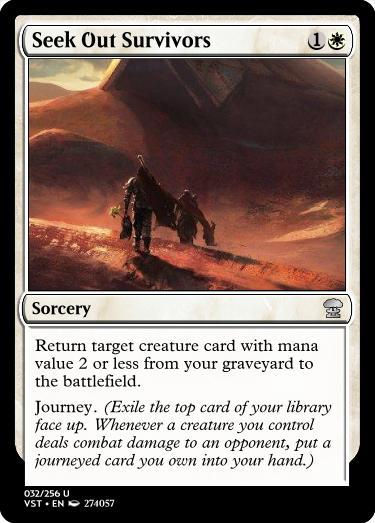 Seek Out Survivors 1
Sorcery
Return target creature card with mana
value 2 or less from your graveyard to
the battlefield.
Journey. (Exile the top card of your library
face up. Whenever a creature you control
deals combat damage to an opponent, put a
journeyed card you own into your hand.)
032/256 U
VST • EN 274057